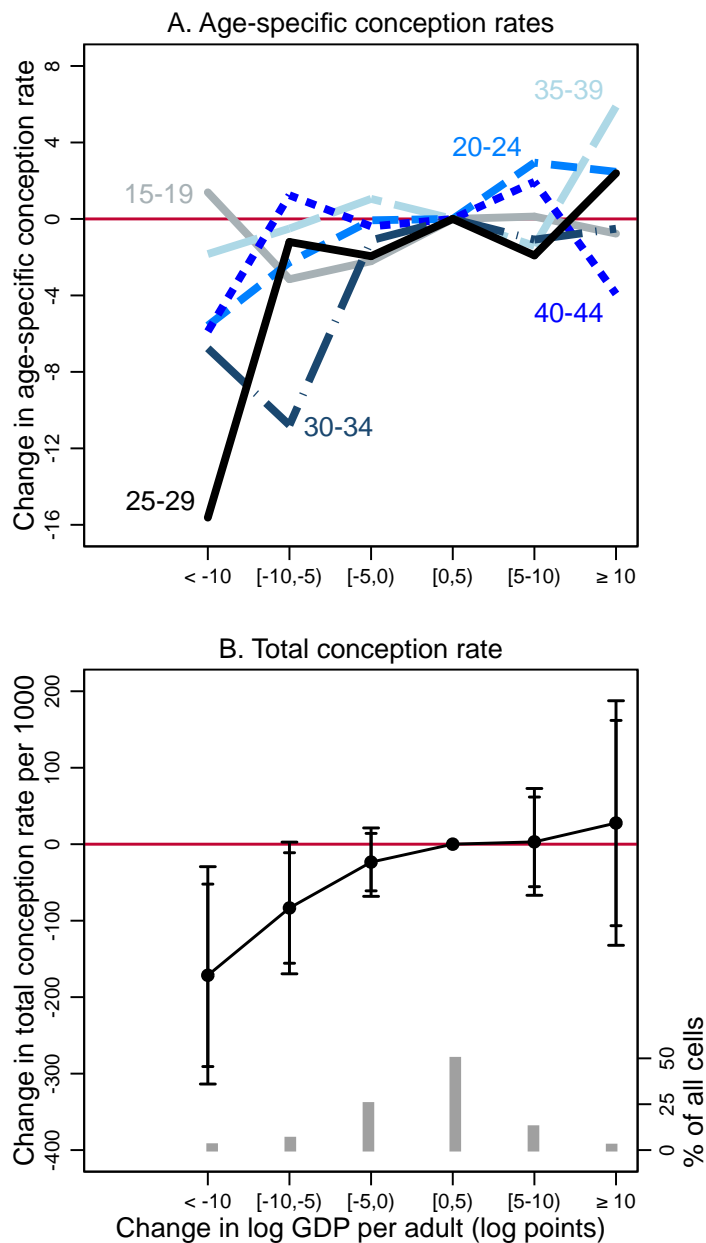 A. Age-specific conception rates
Change in age-specific conception rate
8
4
0
-4
-8
-12
-16
35-39
20-24
15-19
40-44
30-34
25-29
< -10 [-10,-5) [-5,0) [0,5) [5-10) ≥ 10
B. Total conception rate
Change in total conception rate per 1000
200
100
0
-100
-200
-300
-400
50
25
0
% of all cells
< -10 [-10,-5) [-5,0) [0,5) [5-10) ≥ 10
Change in log GDP per adult (log points)